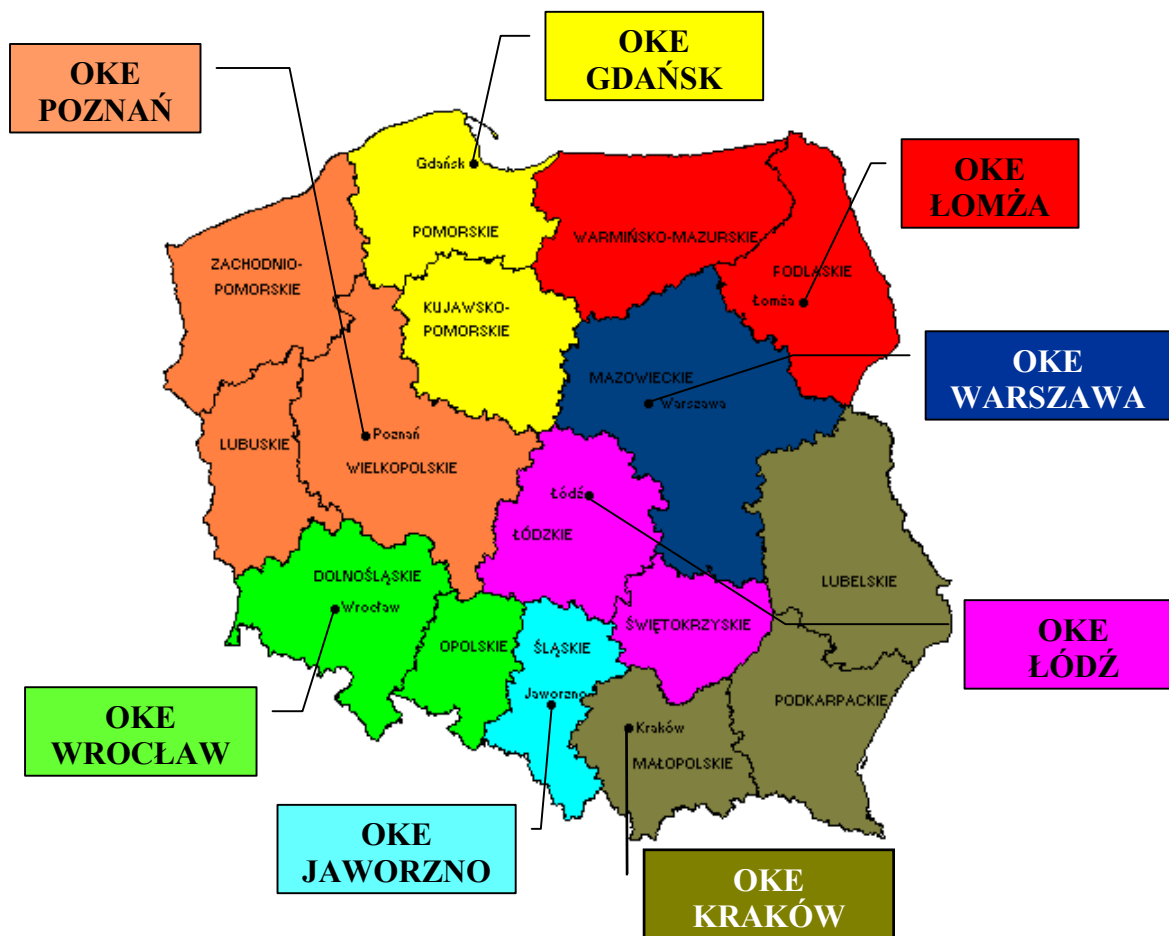 OKE
GDAŃSK
OKE
POZNAŃ
OKE
ŁOMŻA
Gdańsk
POMORSKIE
WARMIŃSKO-MAZURSKIE
ZACHODNIO-
POMORSKIE
PODLASKIE
Łomża
KUJAWSKO-
POMORSKIE
OKE
WARSZAWA
MAZOWIECKIE
Warszawa
LUBUSKIE
Poznań
WIELKOPOLSKIE
Łódź
ŁÓDZKIE
DOLNOŚLĄSKIE
Wrocław
LUBELSKIE
ŚWIĘTOKRZYSKIE
OKE
ŁÓDŹ
OPOLSKIE
ŚLĄSKIE
Jaworzno
PODKARPACKIE
OKE
WROCŁAW
Kraków
MAŁOPOLSKIE
OKE
JAWORZNO
OKE
KRAKÓW